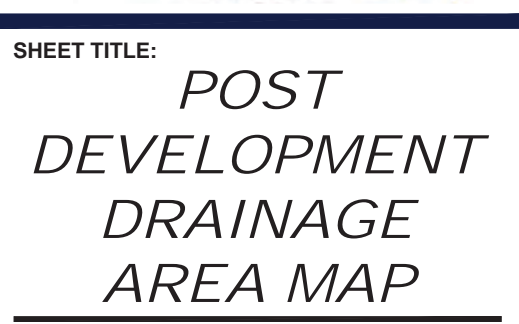 SHEET TITLE:
POST
DEVELOPMENT
DRAINAGE
AREA MAP